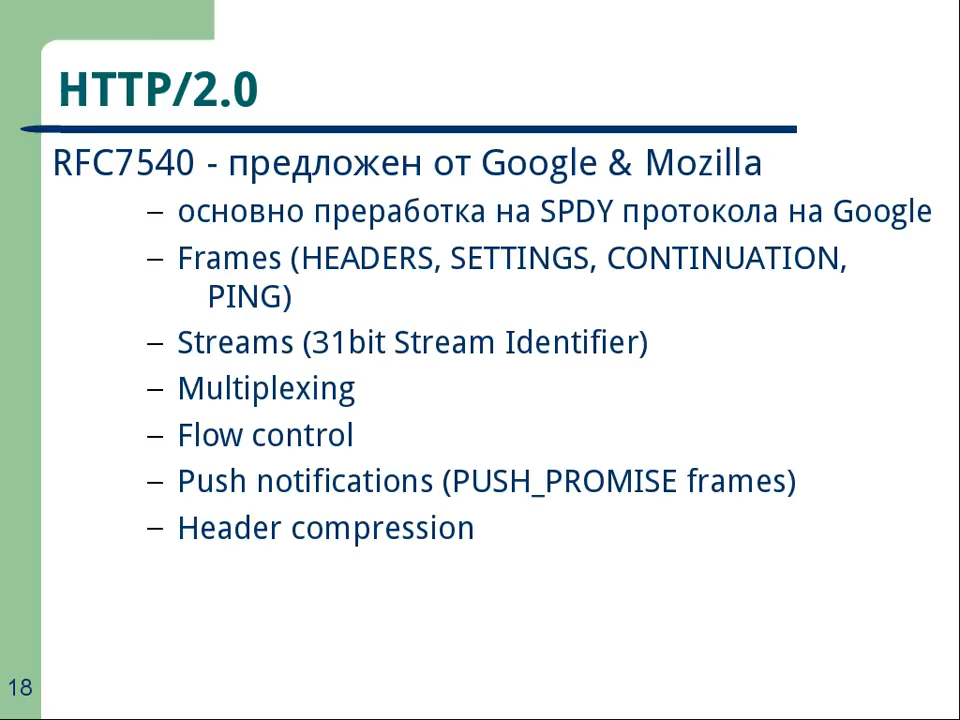 HTTP/2.0
RFC7540 - предложен от Google & Mozilla
– основно преработка на SPDY протокола на Google
– Frames (HEADERS, SETTINGS, CONTINUATION,
PING)
– Streams (31bit Stream Identifier)
– Multiplexing
– Flow control
– Push notifications (PUSH_PROMISE frames)
– Header compression
18